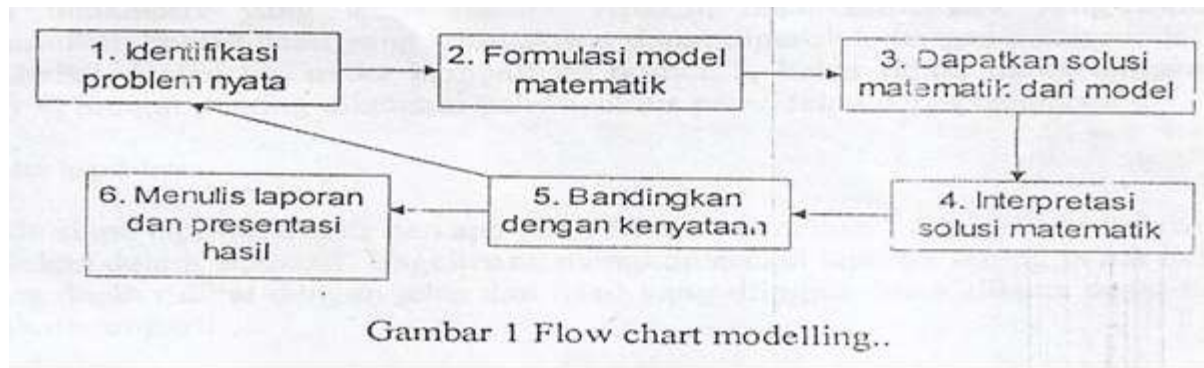 1. Identifikasi
problem nyata
2. Formulasi model
matematik
3. Dapatkan solusi
matematik dari model
4. Interpretasi
solusi matematik
5. Bandingkan
dengan kenyataan
6. Menulis laporan
dan presentasi
hasil
Gambar 1 Flow chart modelling..